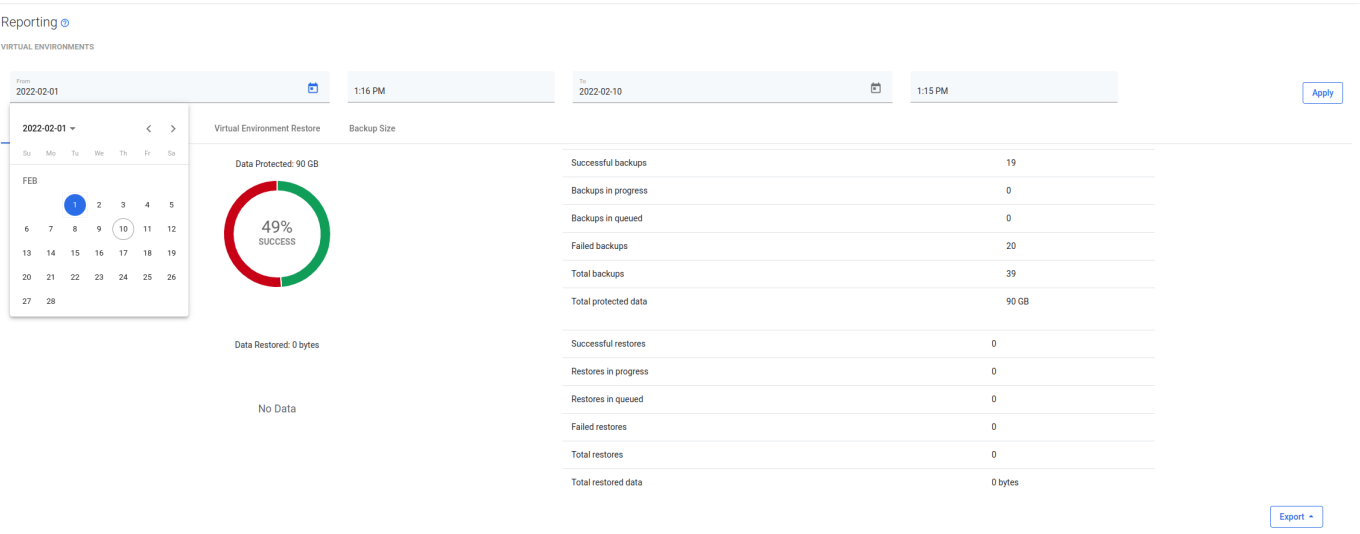 Reporting
VIRTUAL ENVIRONMENTS
From
2022-02-01
1:16 PM
To
2022-02-10
1:15 PM
Apply
2022-02-01
Virtual Environment Restore
Backup Size
Su Mo Tu We Th Fr Sa
FEB
1 2 3 4 5
6 7 8 9 10 11 12
13 14 15 16 17 18 19
20 21 22 23 24 25 26
27 28
Data Protected: 90 GB
49%
SUCCESS
Successful backups 19
Backups in progress 0
Backups in queued 0
Failed backups 20
Total backups 39
Total protected data 90 GB
Data Restored: 0 bytes
No Data
Successful restores 0
Restores in progress 0
Restores in queued 0
Failed restores 0
Total restores 0
Total restored data 0 bytes
Export